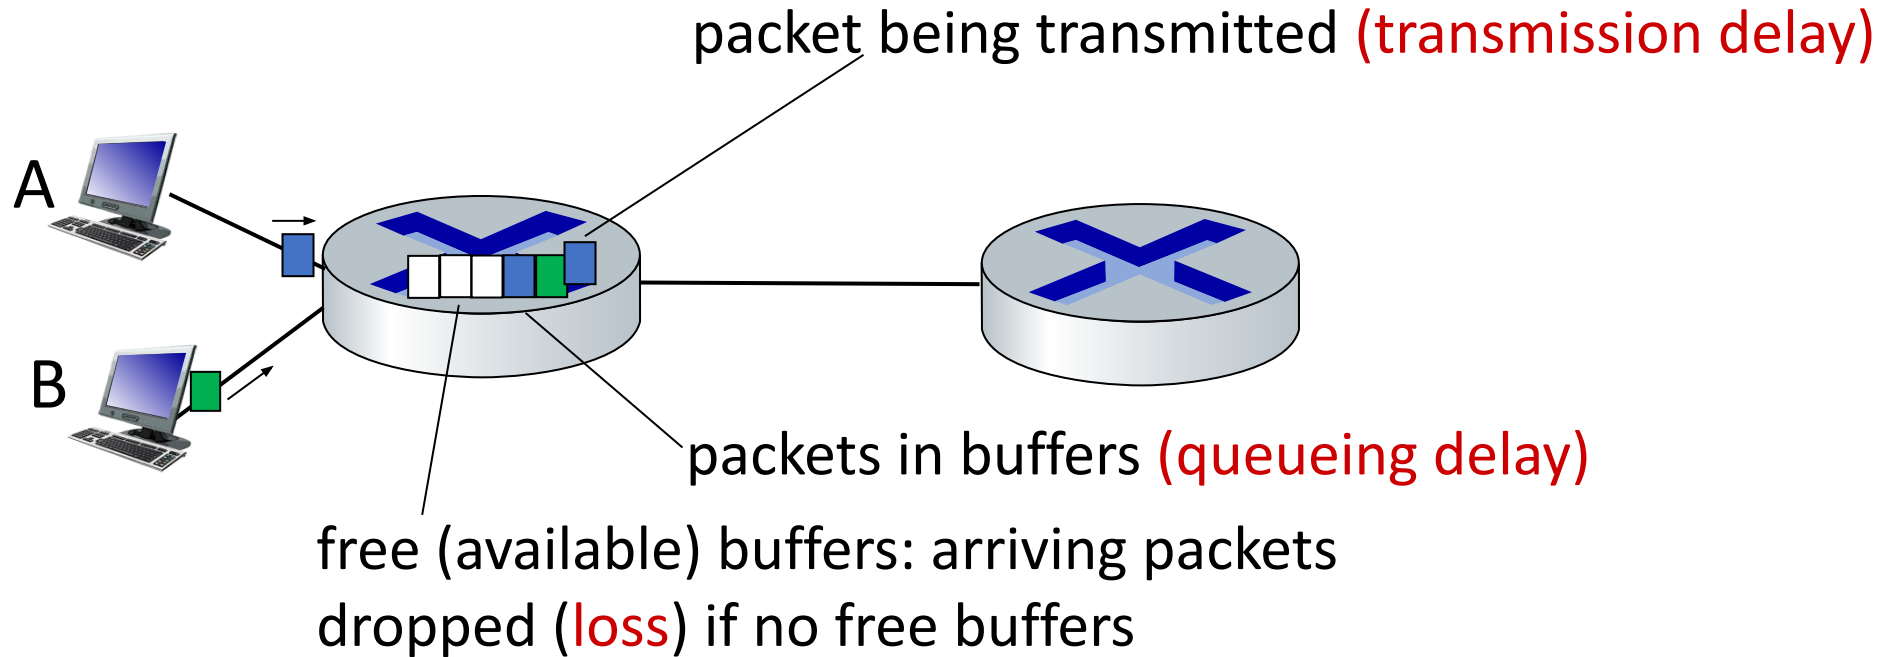 packet being transmitted (transmission delay)
A
B
packets in buffers (queueing delay)
free (available) buffers: arriving packets
dropped (loss) if no free buffers